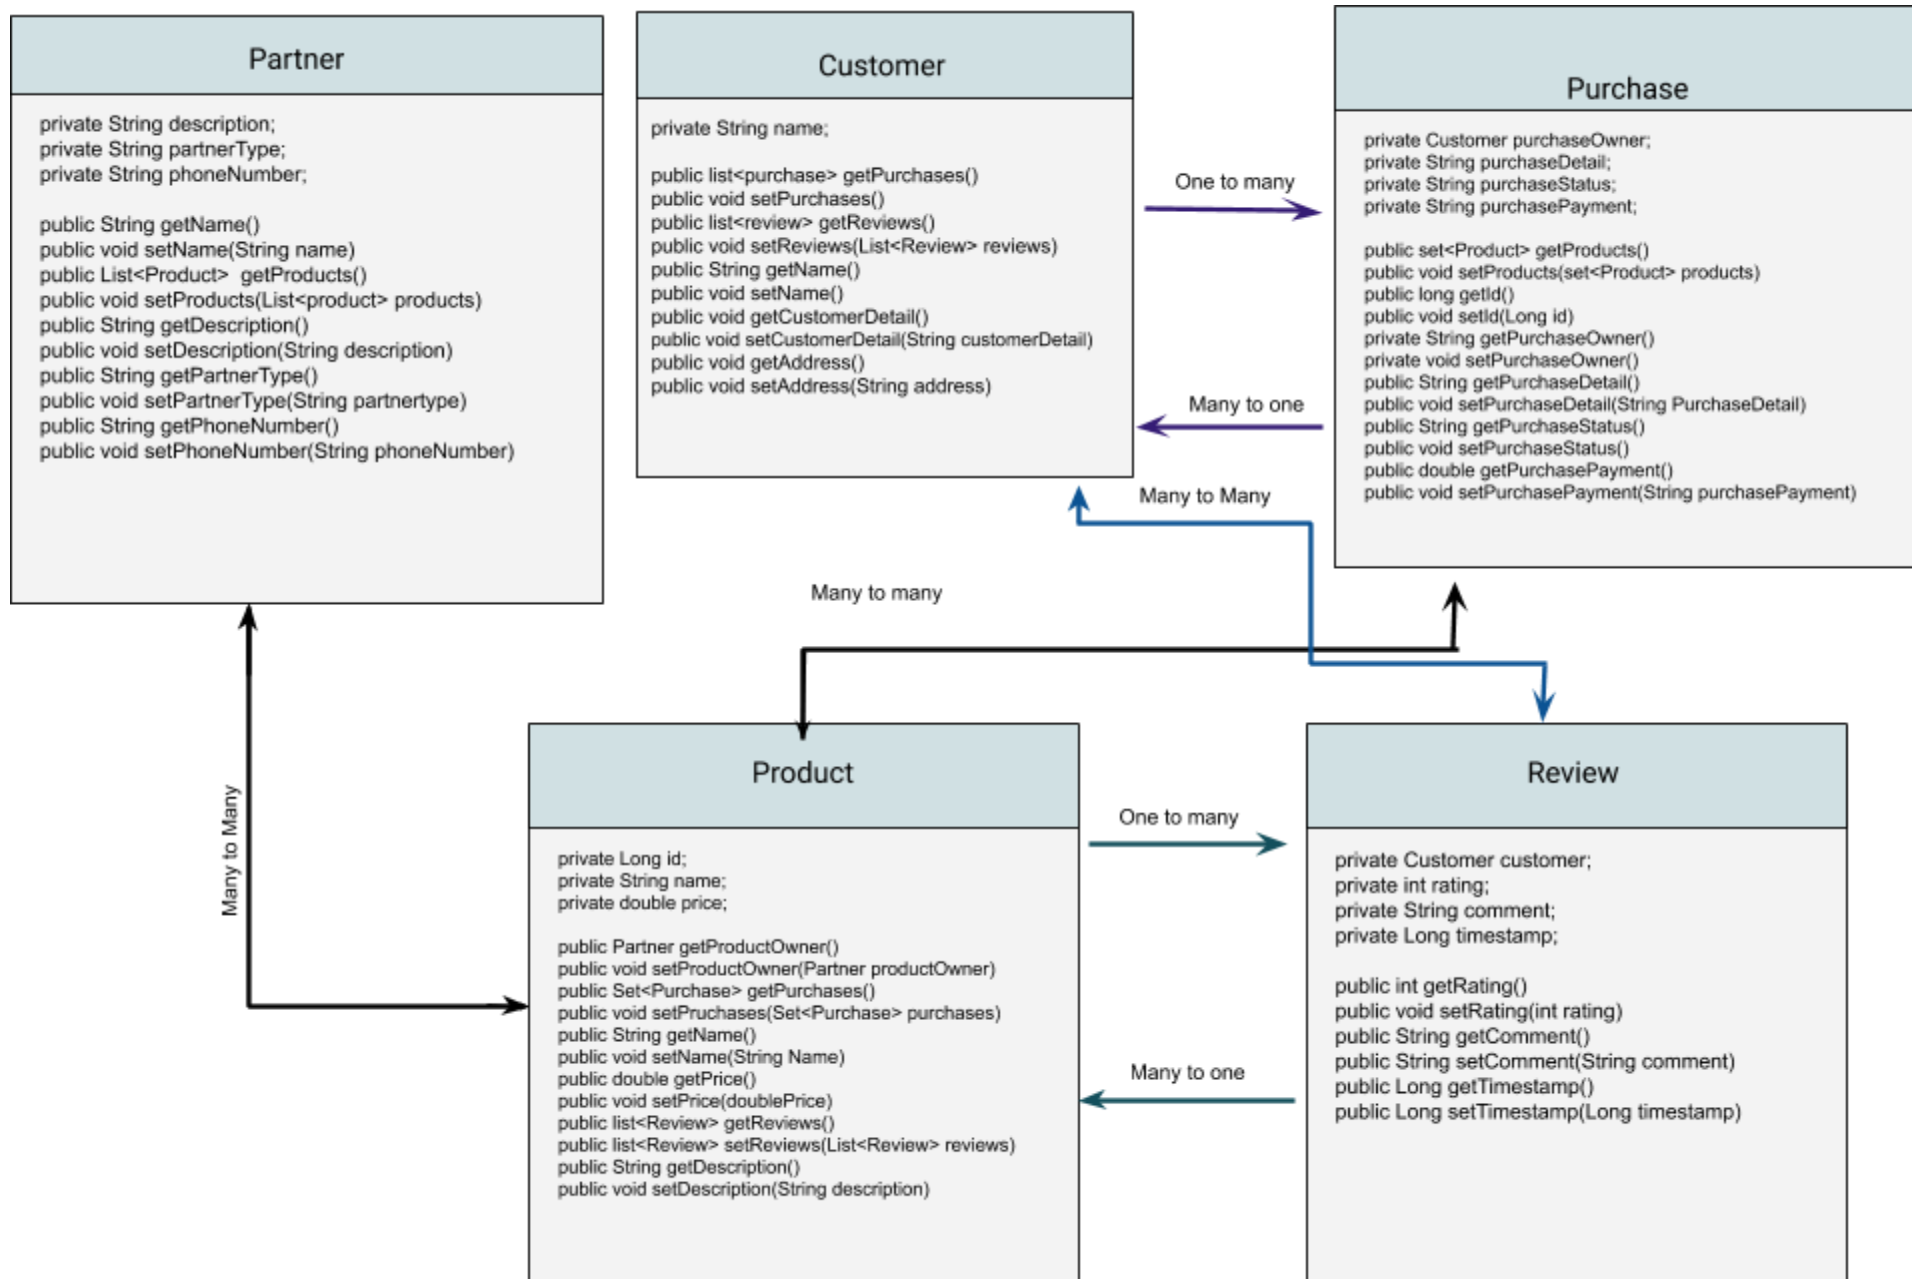 Partner
private String description;
private String partnerType;
private String phoneNumber;
public String getName()
public void setName(String name)
public List<Product>  getProducts()
public void setProducts(List<product> products)
public String getDescription()
public void setDescription(String description)
public String getPartnerType()
public void setPartnerType(String partnertype)
public String getPhoneNumber()
public void setPhoneNumber(String phoneNumber)
Customer
private String name;
public list<purchase> getPurchases()
public void setPurchases()
public list<review> getReviews()
public void setReviews(List<Review> reviews)
public String getName()
public void setName()
public void getCustomerDetail()
public void setCustomerDetail(String customerDetail)
public void getAddress()
public void setAddress(String address)
One to many
Many to one
Purchase
private Customer purchaseOwner;
private String purchaseDetail;
private String purchaseStatus;
private String purchasePayment;
public set<Product> getProducts()
public void setProducts(set<Product> products)
public long getId()
public void setId(Long id)
private String getPurchaseOwner()
private void setPurchaseOwner()
public String getPurchaseDetail()
public void setPurchaseDetail(String PurchaseDetail)
public String getPurchaseStatus()
public void setPurchaseStatus()
public double getPurchasePayment()
public void setPurchasePayment(String purchasePayment)
Many to Many
Many to many
Many to Many
Product
private Long id;
private String name;
private double price;
public Partner getProductOwner()
public void setProductOwner(Partner productOwner)
public Set<Purchase> getPurchases()
public void setPruchases(Set<Purchase> purchases)
public String getName()
public void setName(String Name)
public double getPrice()
public void setPrice(doublePrice)
public list<Review> getReviews()
public list<Review> setReviews(List<Review> reviews)
public String getDescription()
public void setDescription(String description)
One to many
Many to one
Review
private Customer customer;
private int rating;
private String comment;
private Long timestamp;
public int getRating()
public void setRating(int rating)
public String getComment()
public String setComment(String comment)
public Long getTimestamp()
public Long setTimestamp(Long timestamp)